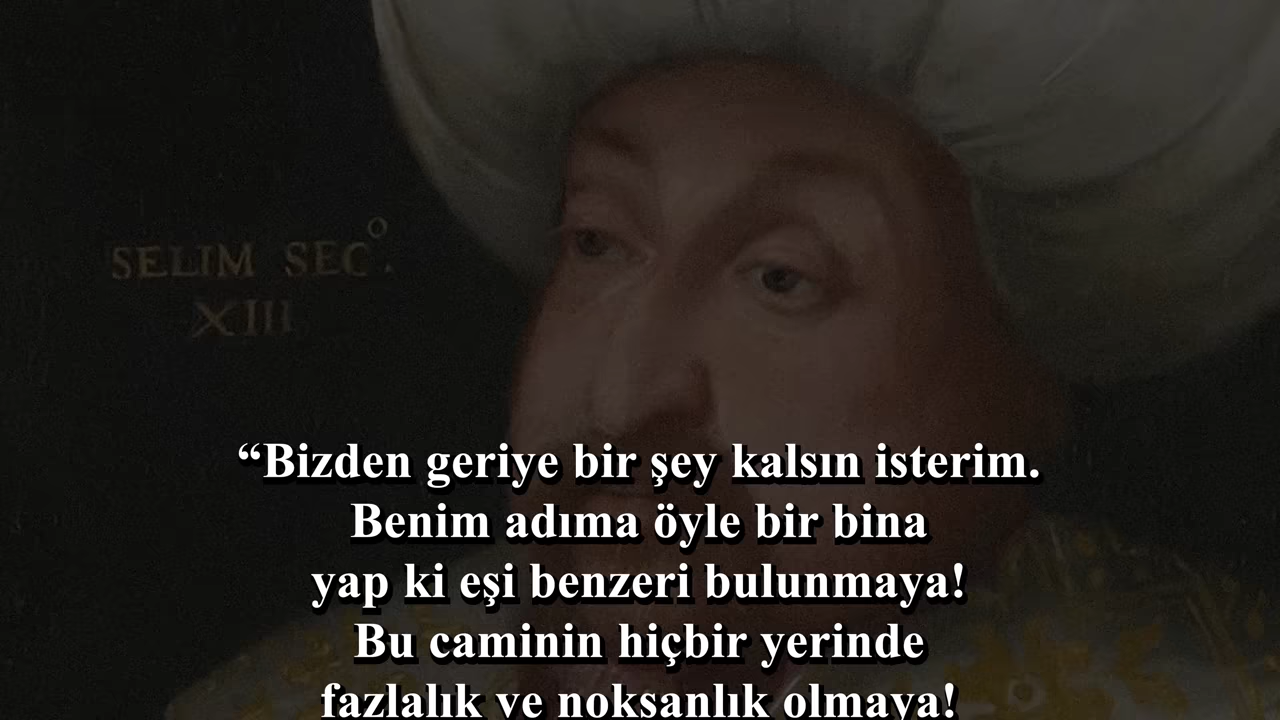 SELIM SECº.
XIII
“Bizden geriye bir şey kalsın isterim.
Benim adıma öyle bir bina
yap ki eşi benzeri bulunmaya!
Bu caminin hiçbir yerinde
fazlalık ve noksanlık olmaya!